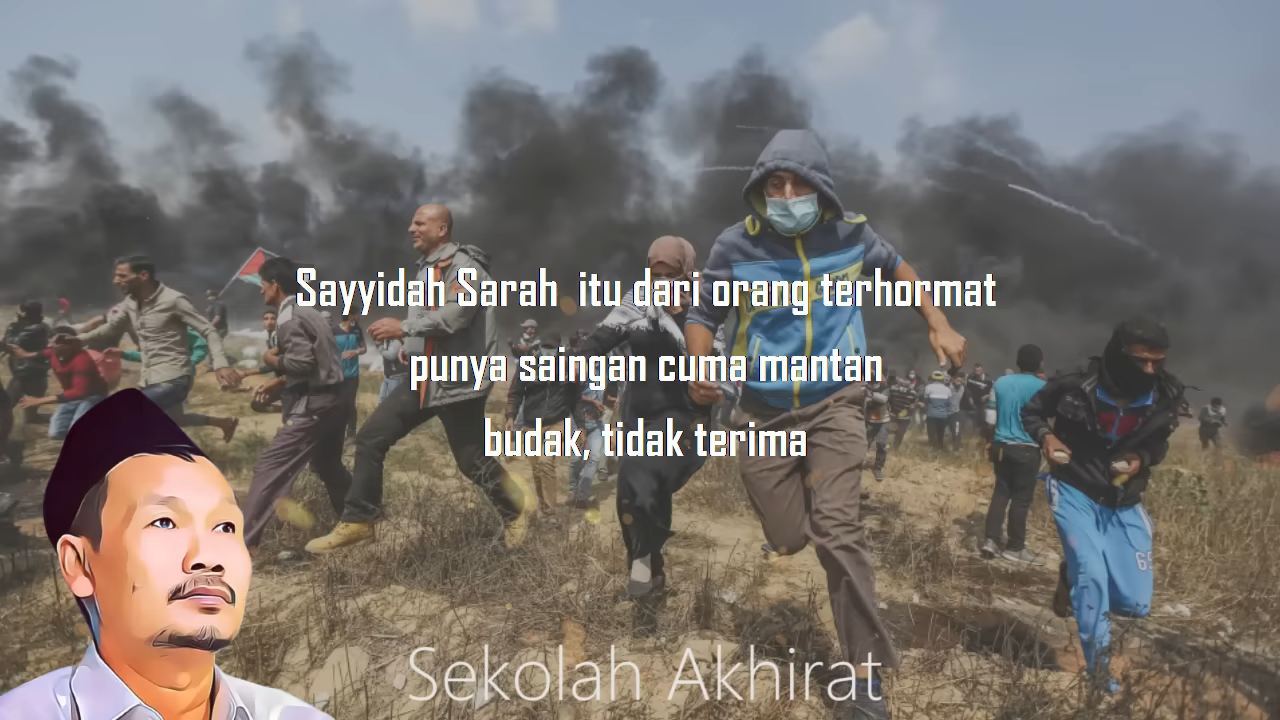 Sayyidah Sarah itu dari orang terhormat
punya saingan cuma mantan
budak, tidak terima
Sekolah Akhirat